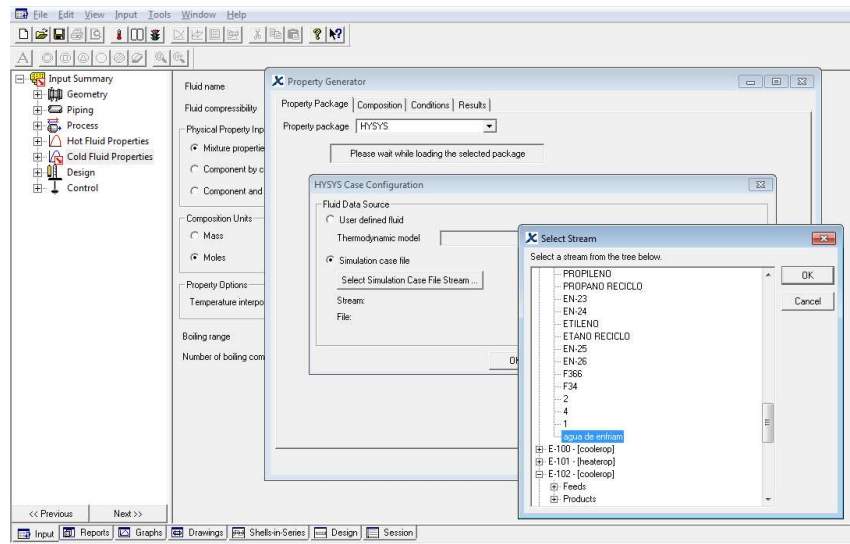 File Edit View Input Tools Window Help
Input Summary
Geometry
Piping
Process
Hot Fluid Properties
Cold Fluid Properties
Design
Control
<< Previous Next >>
Fluid name
Fluid compressibility
Physical Property Inp
Mixture propertie
Component by c
Component and
Composition Units
Mass
Moles
Property Options
Temperature interpo
Boiling range
Number of boiling com
Property Generator
Property Package Composition Conditions Results
Property package HYSYS
Please wait while loading the selected package
HYSYS Case Configuration
Fluid Data Source
User defined fluid
Thermodynamic model
Simulation case file
Select Simulation Case File Stream ...
Stream:
File:
Select Stream
Select a stream from the tree below.
PROPILENO
PROPANO RECICLO
EN-23
EN-24
ETILENO
ETANO RECICLO
EN-25
EN-26
F366
F34
2
4
1
agua de enfriam
E-100 - [coolerop]
E-101 - [heaterop]
E-102 - [coolerop]
Feeds
Products
OK
Cancel
Input Reports Graphs Drawings Shells-in-Series Design Session